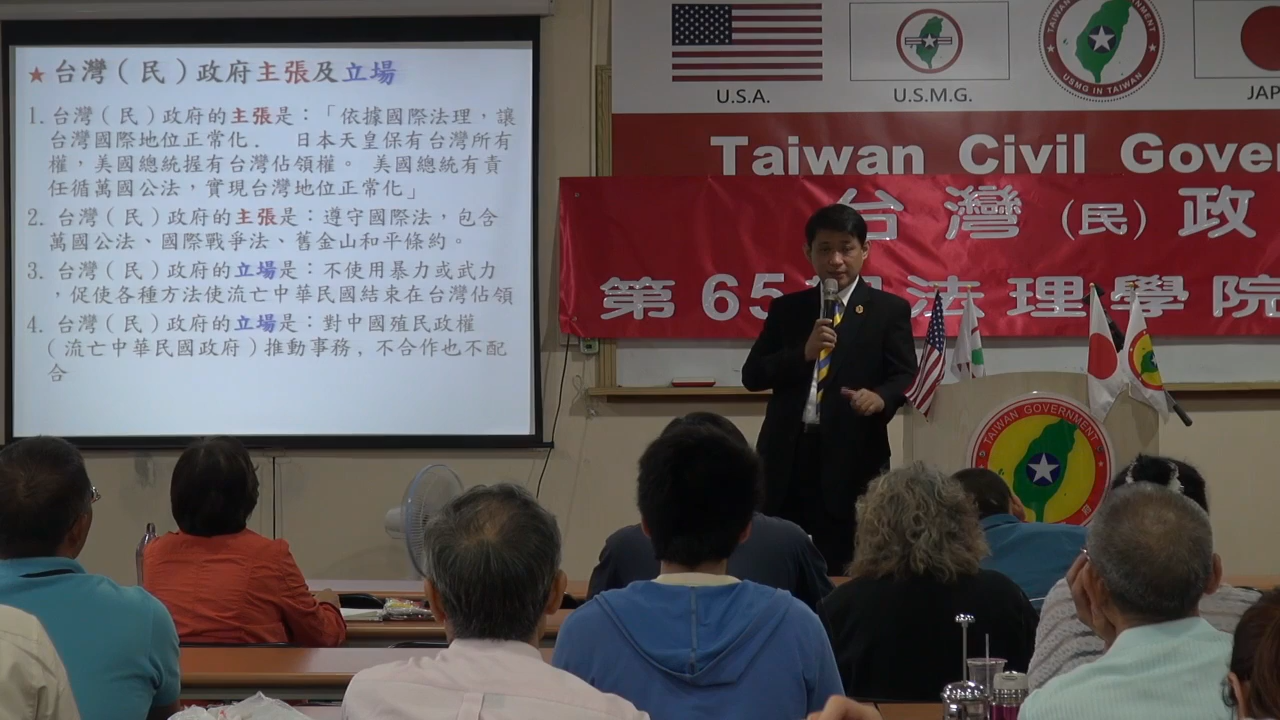 ★台灣(民)政府主張及立場
1. 台灣(民)政府的主張是:「依據國際法理,讓
台灣國際地位正常化. 日本天皇保有台灣所有
權,美國總統握有台灣佔領權。 美國總統有責
任循萬國公法,實現台灣地位正常化」
2. 台灣(民)政府的主張是:遵守國際法,包含
萬國公法、國際戰爭法、舊金山和平條約。
3. 台灣(民)政府的立場是:不使用暴力或武力
,促使各種方法使流亡中華民國結束在台灣佔領
4. 台灣(民)政府的立場是:對中國殖民政權
(流亡中華民國政府)推動事務,不合作也不配
合
U.S.A.
U.S.M.G.
TAIWAN GOVERNMENT
USMG IN TAIWAN
JAP
Taiwan Civil Gover
台灣(民)政
第65 法理學院
TAIWAN GOVERNMENT